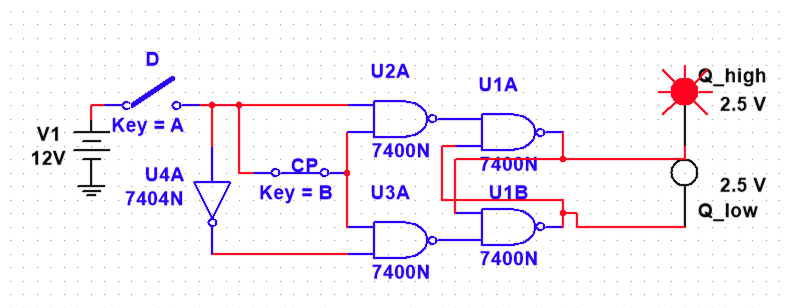 D
Key = A
V1
12V
U4A
7404N
CP
Key = B
U2A
7400N
U3A
7400N
U1A
7400N
U1B
7400N
Q_high
2.5 V
2.5 V
Q_low